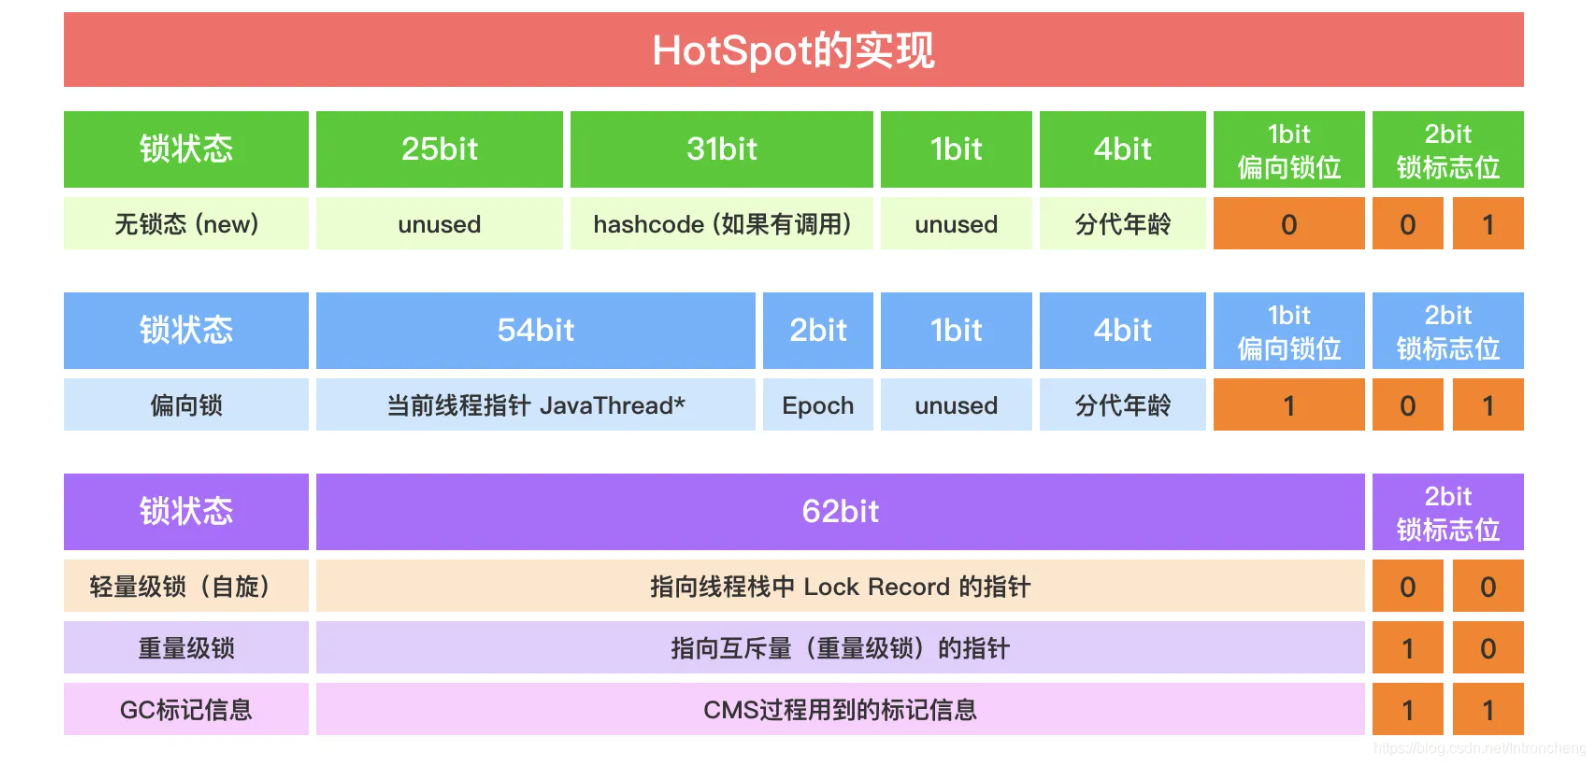 HotSpot的实现
锁状态 25bit 31bit 1bit 4bit 1bit 偏向锁位 2bit 锁标志位
无锁态 (new) unused hashcode (如果有调用) unused 分代年龄 0 0 1
锁状态 54bit 2bit 1bit 4bit 1bit 偏向锁位 2bit 锁标志位
偏向锁 当前线程指针 JavaThread* Epoch unused 分代年龄 1 0 1
锁状态 62bit 2bit 锁标志位
轻量级锁（自旋） 指向线程栈中 Lock Record 的指针 0 0
重量级锁 指向互斥量（重量级锁）的指针 1 0
GC标记信息 CMS过程用到的标记信息 1 1
https://blog.csdn.net/Introncheng